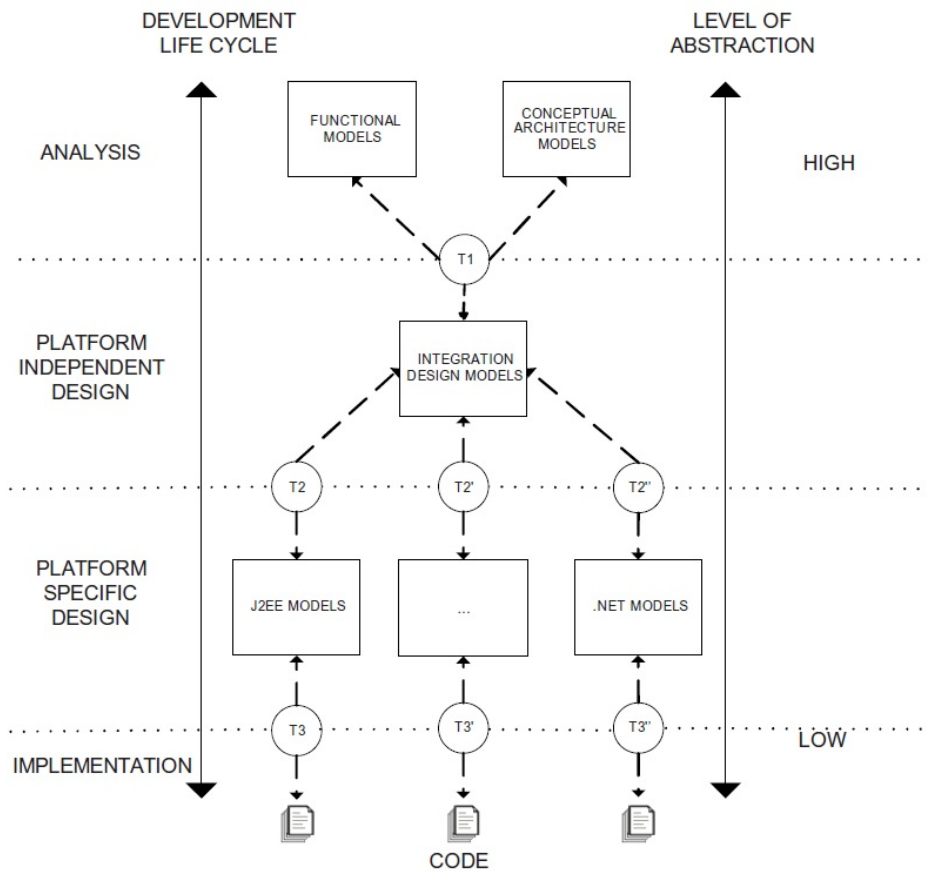 DEVELOPMENT
LIFE CYCLE
LEVEL OF
ABSTRACTION
FUNCTIONAL
MODELS
CONCEPTUAL
ARCHITECTURE
MODELS
ANALYSIS
HIGH
T1
PLATFORM
INDEPENDENT
DESIGN
INTEGRATION
DESIGN MODELS
T2
T2'
T2"
PLATFORM
SPECIFIC
DESIGN
J2EE MODELS
...
.NET MODELS
T3
T3'
T3"
LOW
IMPLEMENTATION
CODE